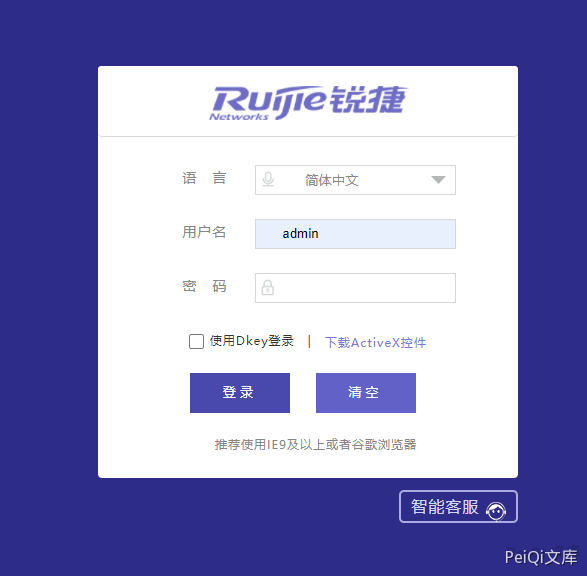 Ruijie锐捷
Networks
语 言 简体中文
用户名 admin
密 码
使用Dkey登录 | 下载ActiveX控件
登录 清空
推荐使用IE9及以上或者谷歌浏览器
智能客服
PeiQi文库